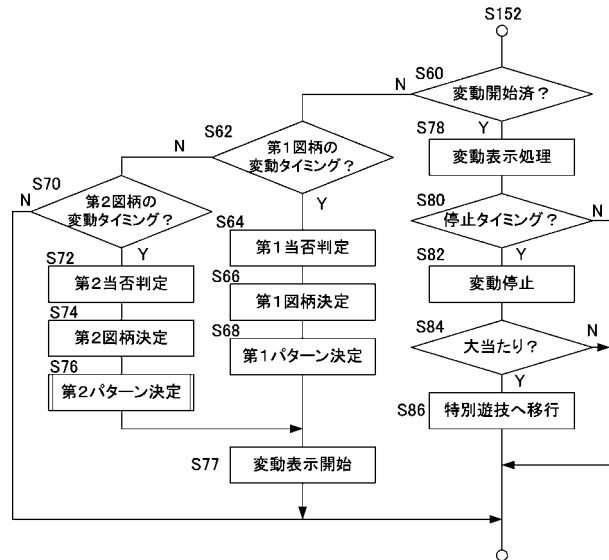 S152
S60
変動開始済？
N
Y
S62
第1図柄の
変動タイミング？
N
Y
S78
変動表示処理
S70
第2図柄の
変動タイミング？
N
Y
S80
停止タイミング？
N
Y
S64
第1当否判定
S72
第2当否判定
S82
変動停止
S66
第1図柄決定
S74
第2図柄決定
S84
大当たり？
N
Y
S68
第1パターン決定
S76
第2パターン決定
S86
特別遊技へ移行
S77
変動表示開始